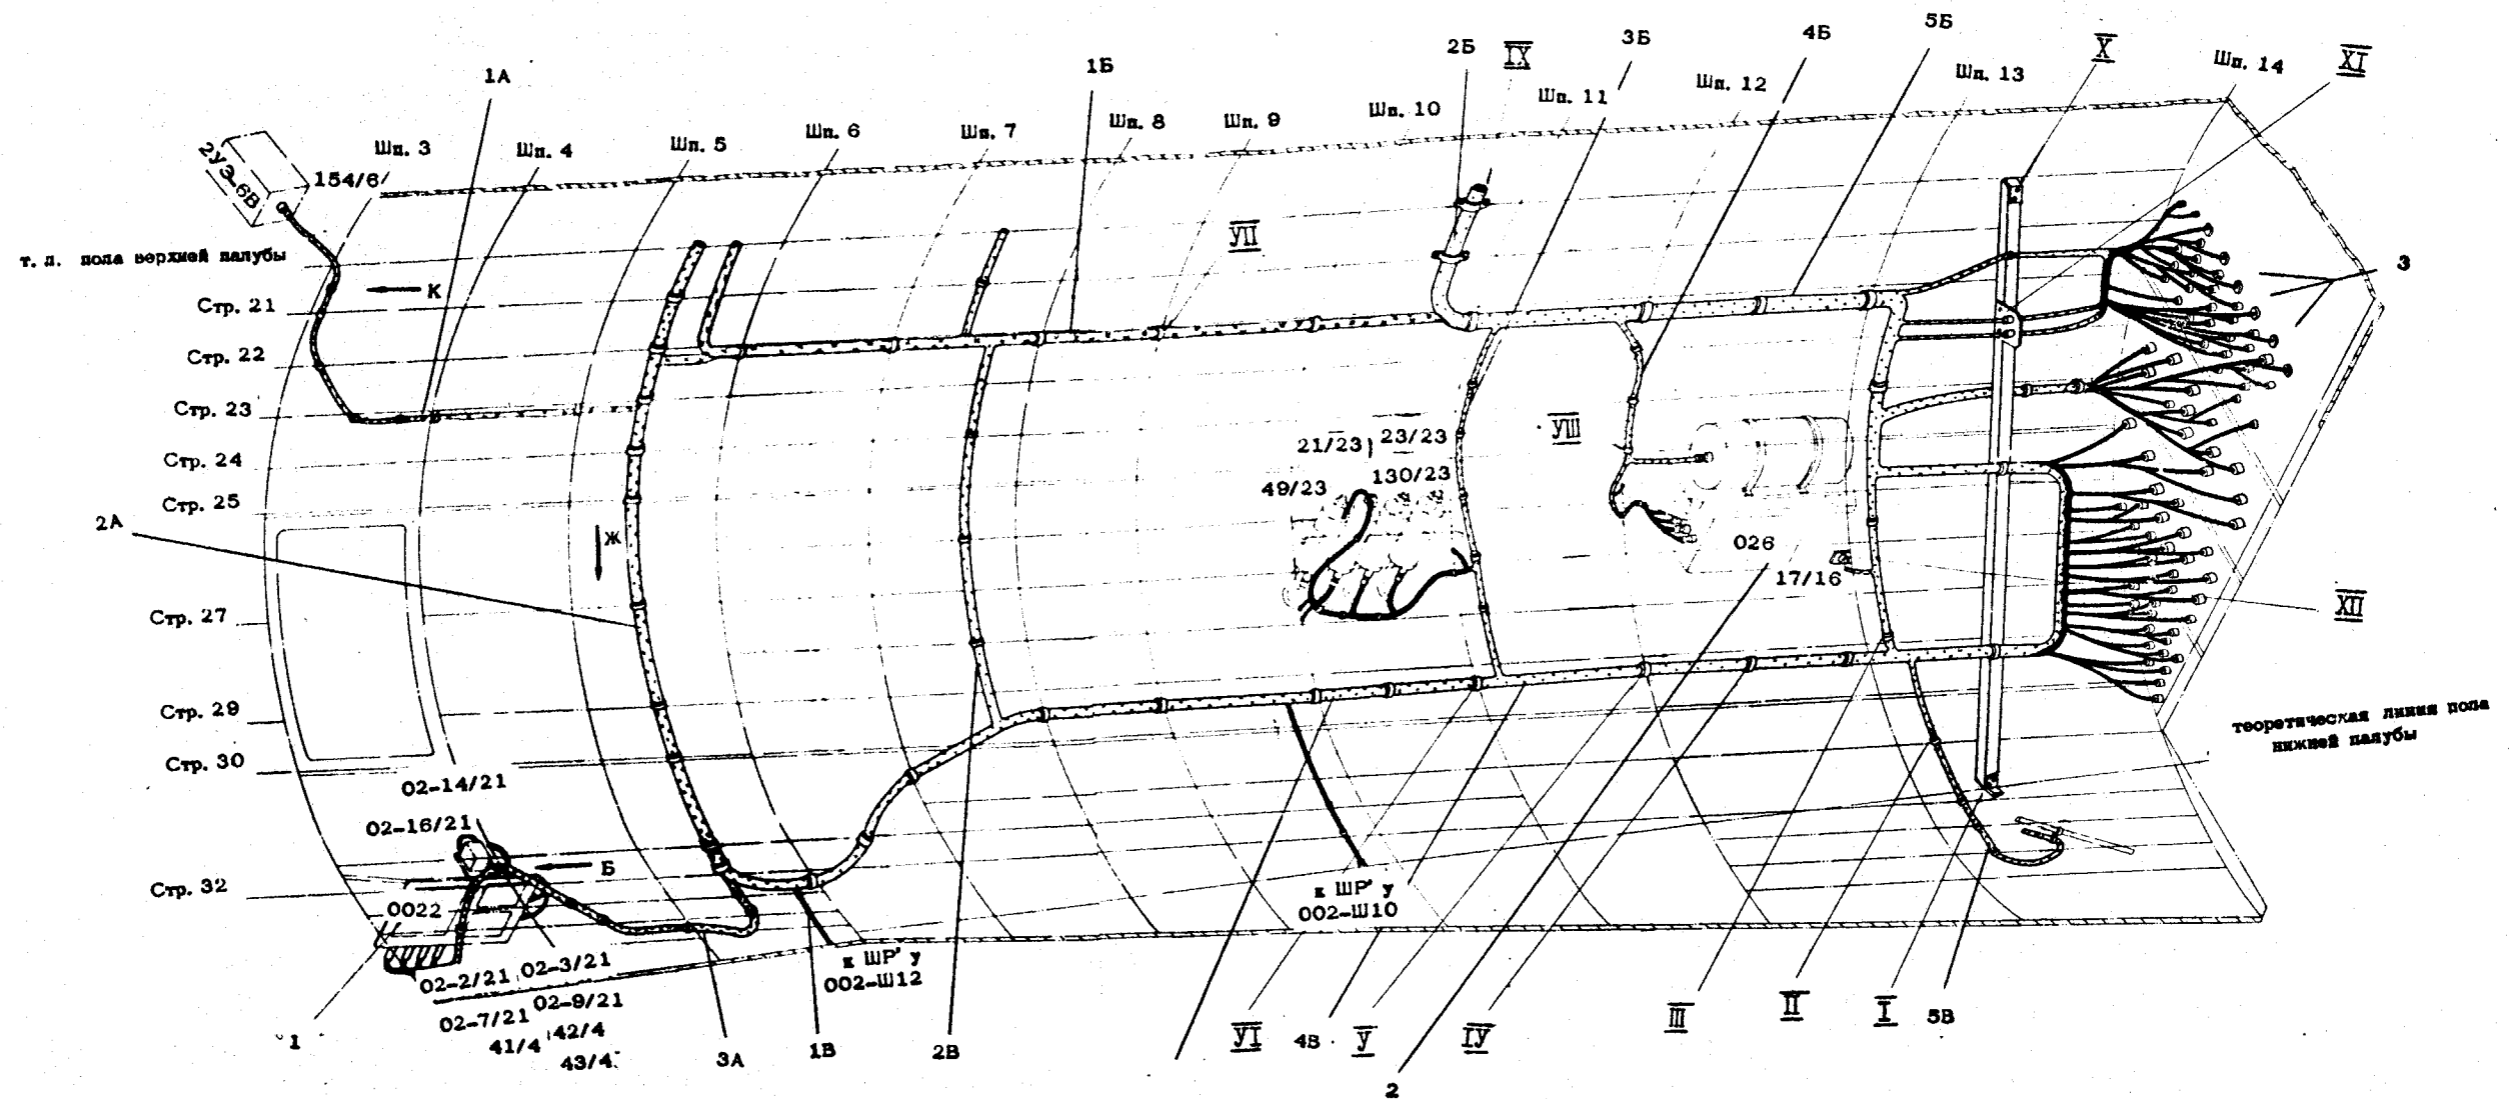 5Б
4Б
3Б
2Б
IX
X
XI
1Б
1А
Шп. 14
Шп. 13
Шп. 12
Шп. 11
Шп. 10
Шп. 9
Шп. 8
Шп. 7
Шп. 6
Шп. 5
Шп. 4
Шп. 3
2УЭ-6В
154/6/
т. л. пола верхней палубы
УII
3
К
Стр. 21
Стр. 22
Стр. 23
Стр. 24
Стр. 25
21/23
23/23
УIII
49/23
130/23
2А
Ж
026
17/16
Стр. 27
XII
Стр. 29
Стр. 30
теоретическая линия пола
нижней палубы
02-14/21
02-16/21
Б
Стр. 32
0022
к ШР' у
002-Ш10
к ШР' у
002-Ш12
02-2/21
02-3/21
02-9/21
02-7/21
42/4
41/4
43/4
1
3А
1В
2В
УI
4В
У
IУ
III
II
I
5В
2